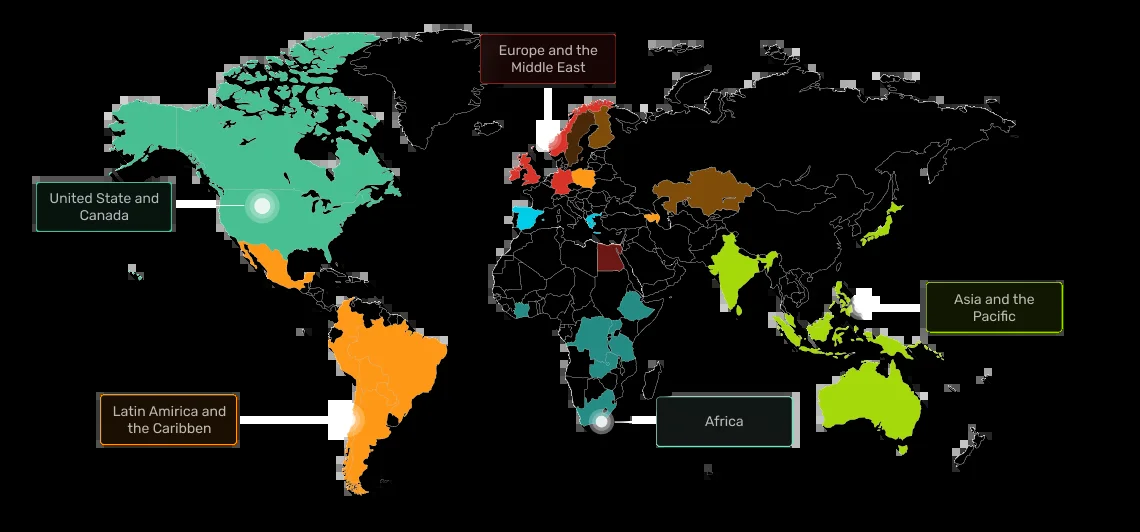 Europe and the
Middle East
United State and
Canada
Asia and the
Pacific
Latin Amirica and
the Caribben
Africa